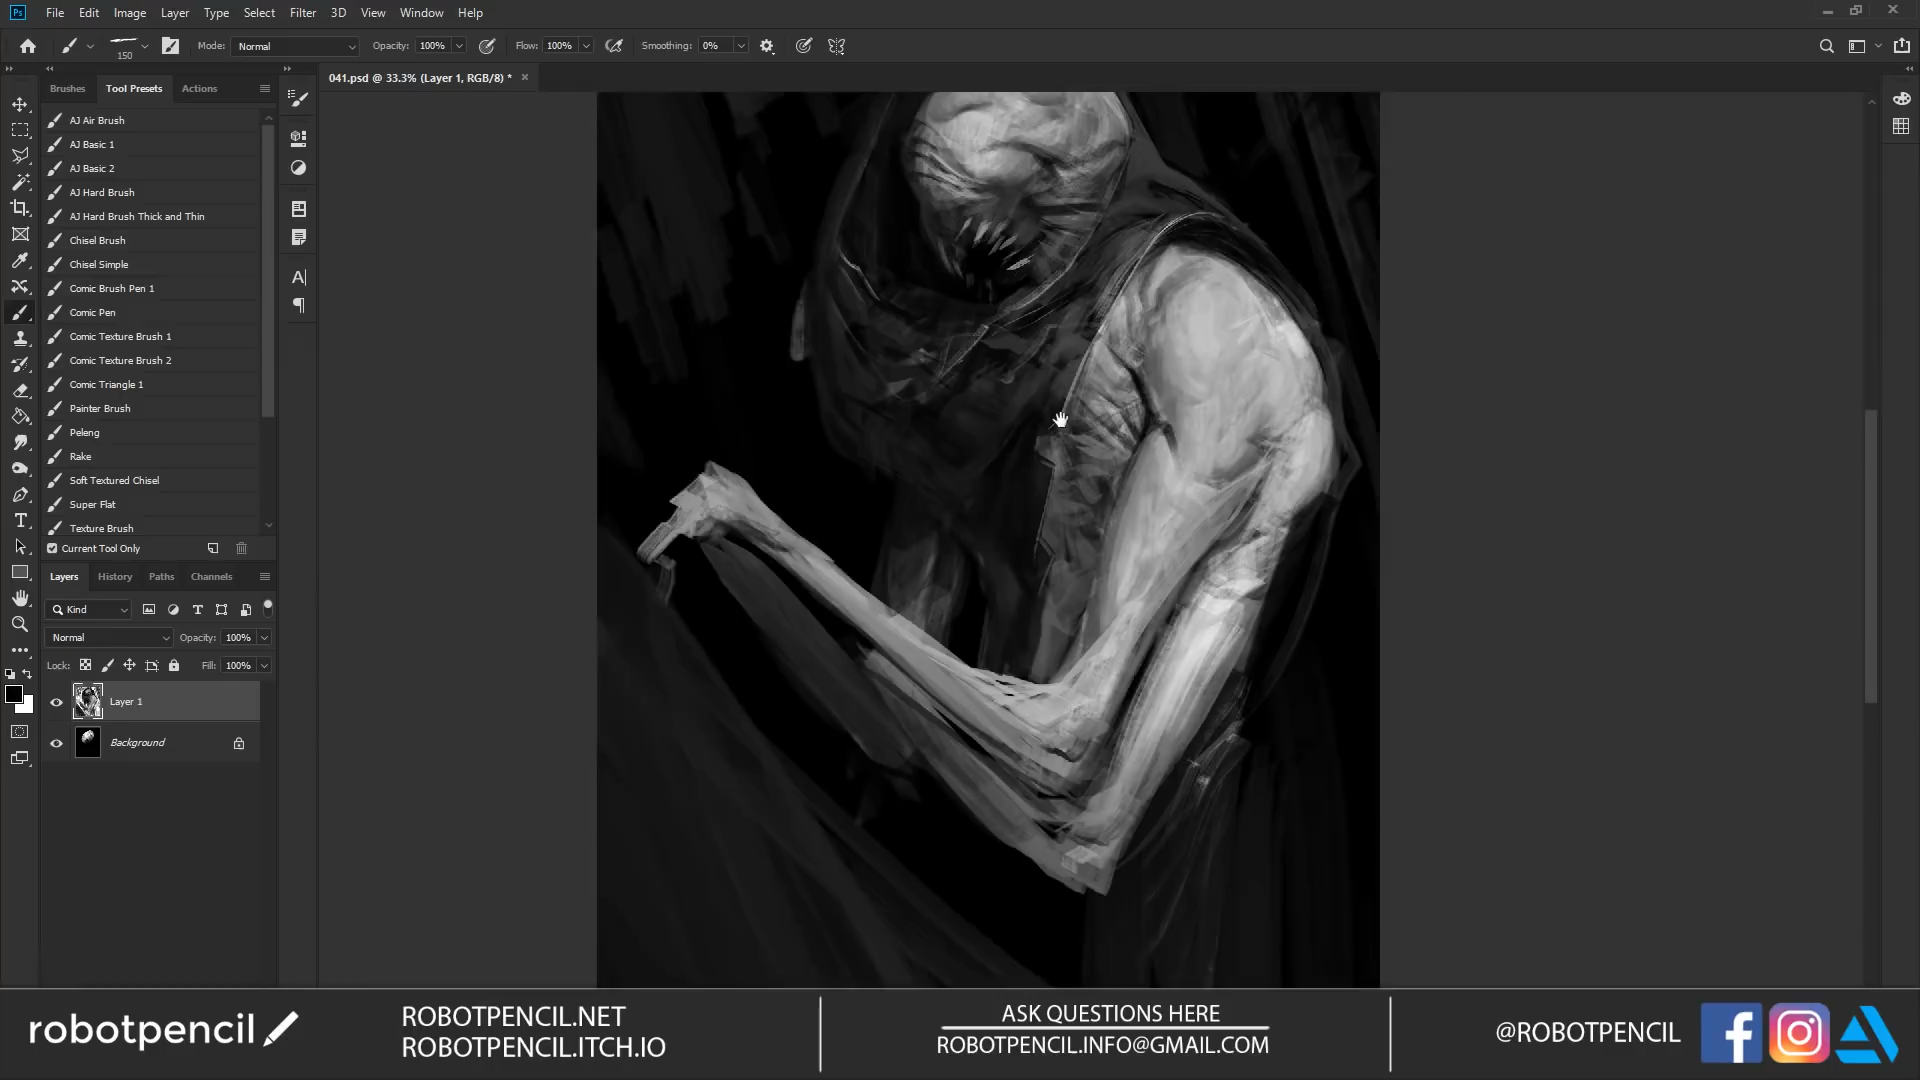 Ps File Edit Image Layer Type Select Filter 3D View Window Help
150 Mode: Normal Opacity: 100% Flow: 100% Smoothing: 0%
041.psd @ 33.3% (Layer 1, RGB/8) *
Brushes Tool Presets Actions
AJ Air Brush
AJ Basic 1
AJ Basic 2
AJ Hard Brush
AJ Hard Brush Thick and Thin
Chisel Brush
Chisel Simple
Comic Brush Pen 1
Comic Pen
Comic Texture Brush 1
Comic Texture Brush 2
Comic Triangle 1
Painter Brush
Peleng
Rake
Soft Textured Chisel
Super Flat
Texture Brush
Current Tool Only
Layers History Paths Channels
Kind
Normal Opacity: 100%
Lock: Fill: 100%
Layer 1
Background
robotpencil
ROBOTPENCIL.NET
ROBOTPENCIL.ITCH.IO
ASK QUESTIONS HERE
ROBOTPENCIL.INFO@GMAIL.COM
@ROBOTPENCIL